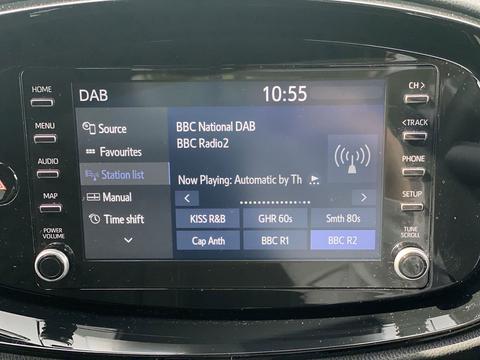 DAB 10:55
HOME
MENU
AUDIO
MAP
POWER
VOLUME
Source
Favourites
Station list
Manual
Time shift
BBC National DAB
BBC Radio2
Now Playing: Automatic by Th ...
KISS R&B GHR 60s Smth 80s
Cap Anth BBC R1 BBC R2
CH >
< TRACK
PHONE
SETUP
TUNE
SCROLL